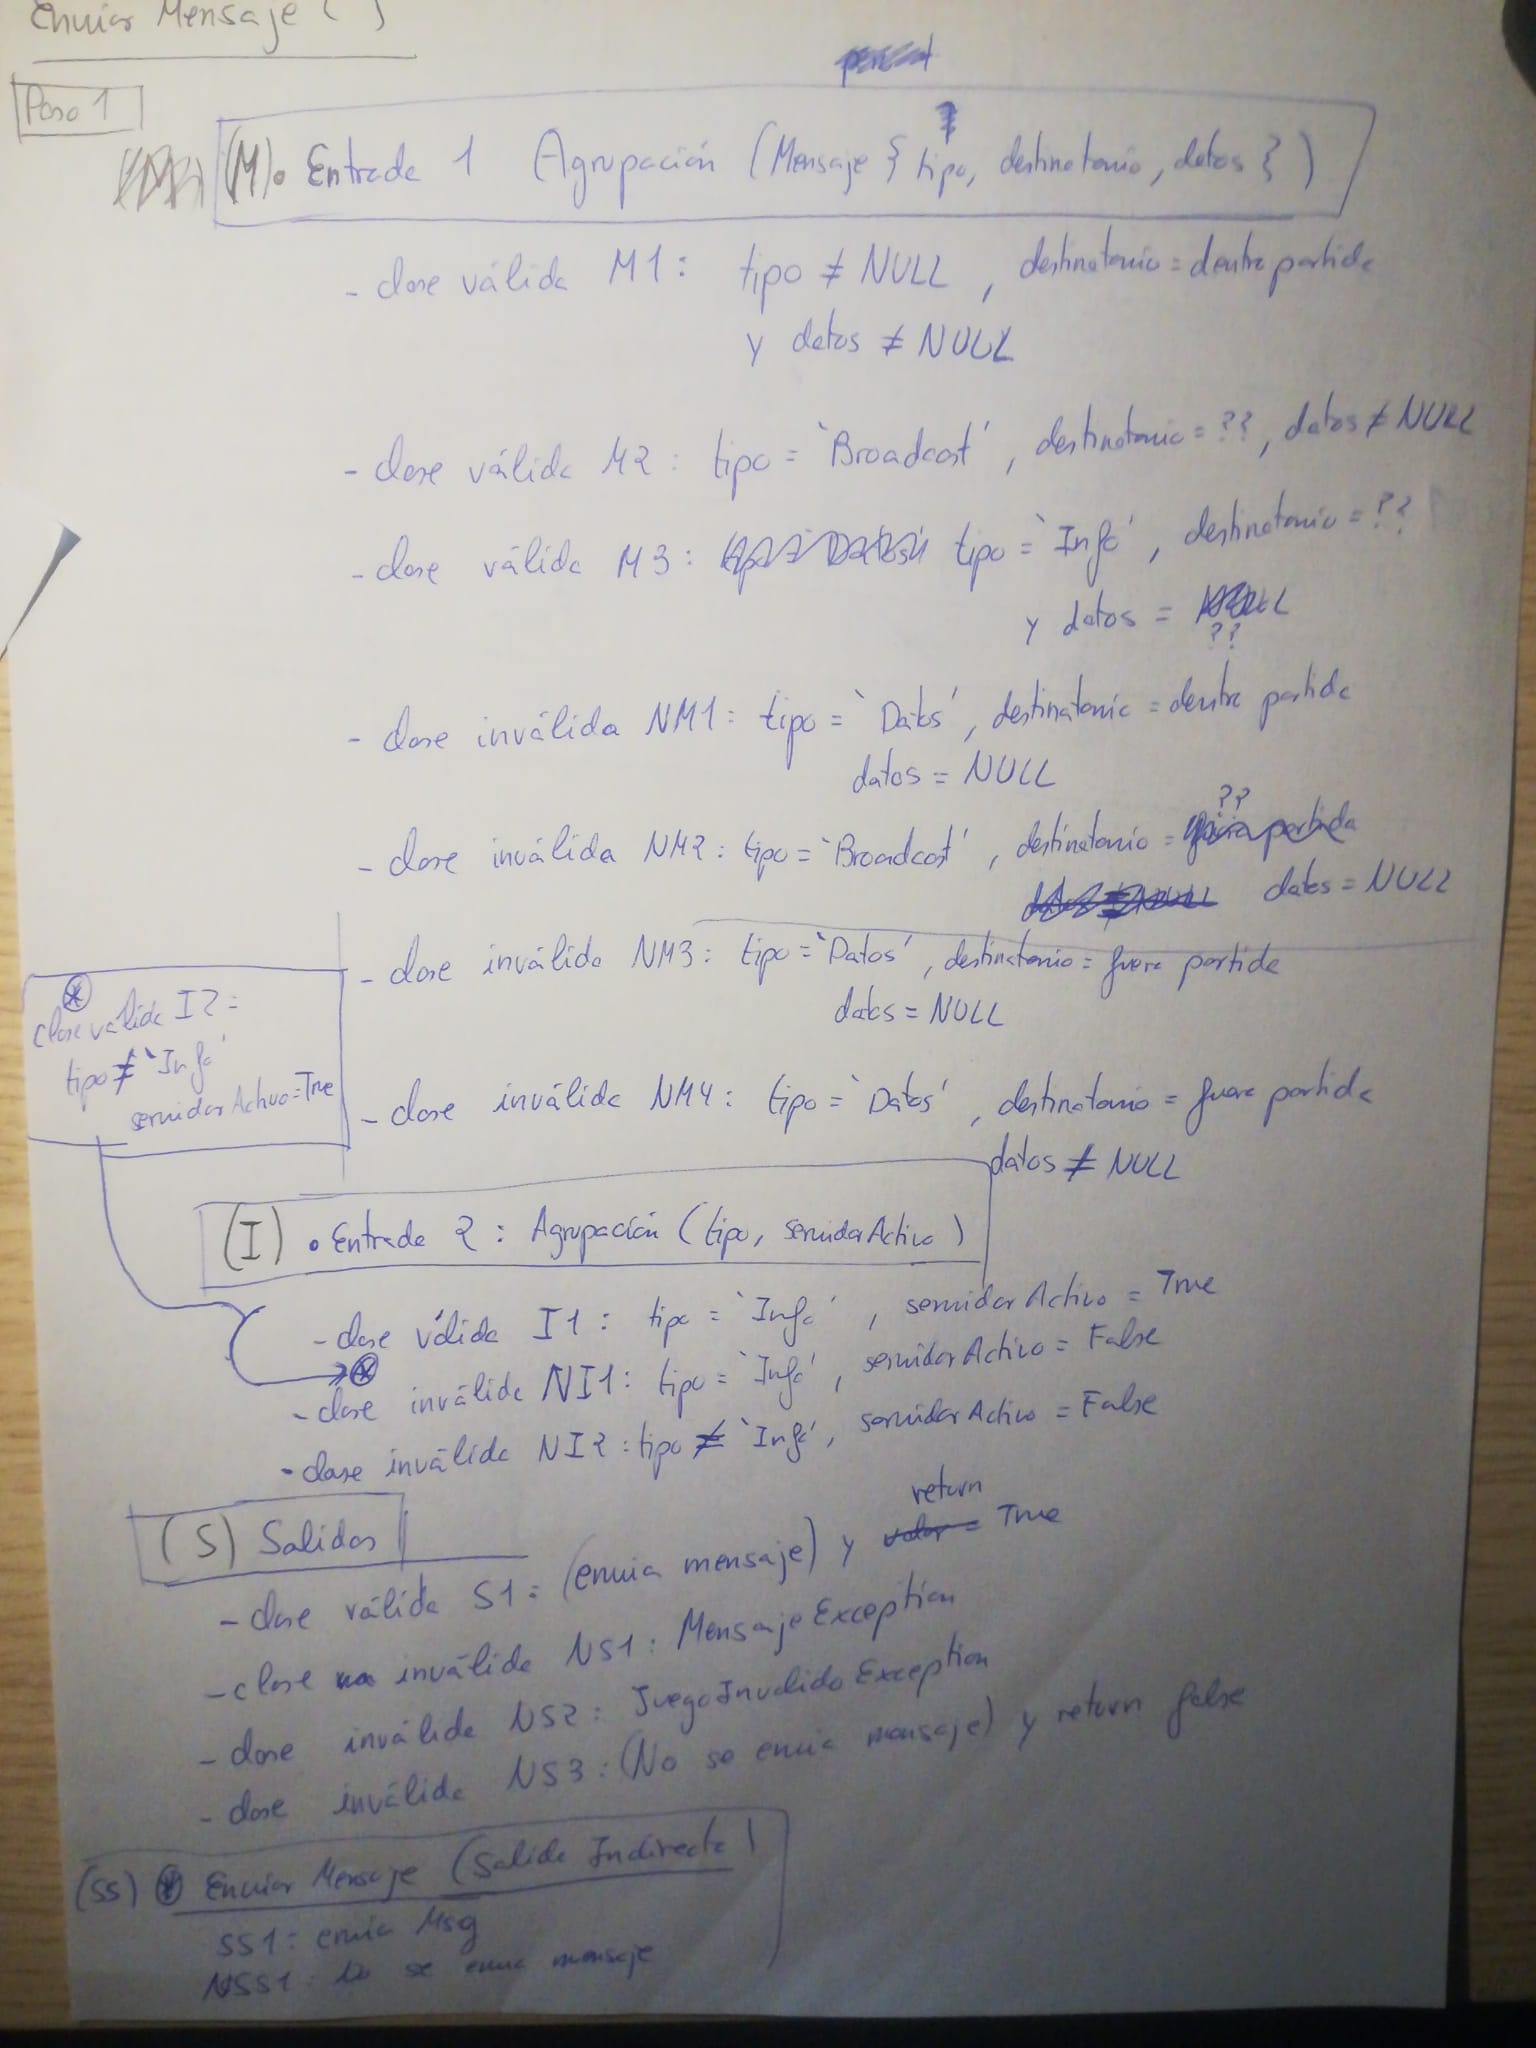 Enviar Mensaje ( )
Paso 1
(M)• Entrada 1 Agrupación (Mensaje { tipo, destinatario, datos } )
- clase válida M1: tipo ≠ NULL, destinatario = dentro partida
y datos ≠ NULL
- clase válida M2: tipo = `Broadcast', destinatario = ??, datos ≠ NULL
- clase válida M3: tipo = `Info', destinatario = ??
y datos =
??
- clase inválida NM1: tipo = `Datos', destinatario = dentro partida
datos = NULL
??
- clase inválida NM2: tipo = `Broadcast', destinatario =
datos = NULL
- clase inválida NM3: tipo = `Datos', destinatario = fuera partida
datos = NULL
- clase inválida NM4: tipo = `Datos', destinatario = fuera partida
datos ≠ NULL
clase válida I2 =
tipo ≠ `Info'
servidorActivo = True
(I) • Entrada 2 : Agrupación (tipo, servidorActivo)
- clase válida I1 : tipo = `Info', servidorActivo = True
- clase inválida NI1: tipo = `Info', servidorActivo = False
- clase inválida NI2 : tipo ≠ `Info', servidorActivo = False
(S) Salidas
return
- clase válida S1 = (envia mensaje) y valor = True
- clase inválida NS1: MensajeException
- clase inválida NS2: JuegoInvalidoException
- clase inválida NS3: (No se envia mensaje) y return false
(SS) Enviar Mensaje (Salida Indirecta)
SS1: envia Msg
NSS1: No se envia mensaje